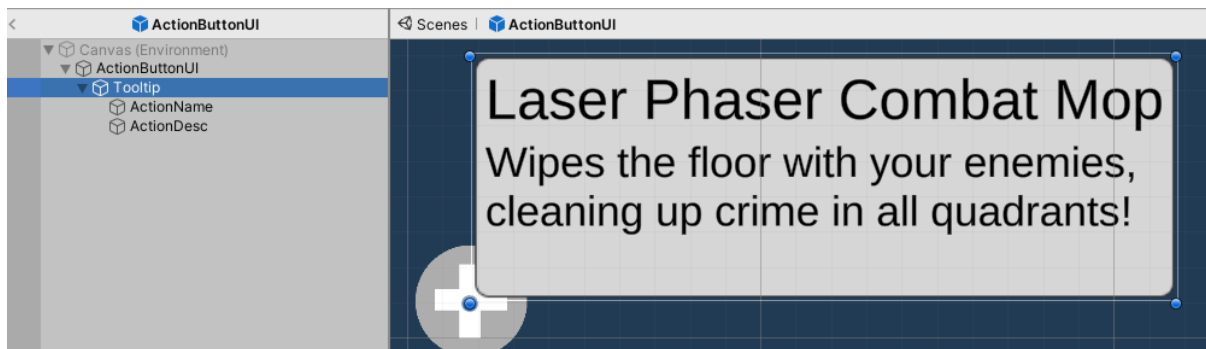 ActionButtonUI
Canvas (Environment)
ActionButtonUI
Tooltip
ActionName
ActionDesc
Scenes | ActionButtonUI
Laser Phaser Combat Mop
Wipes the floor with your enemies,
cleaning up crime in all quadrants!